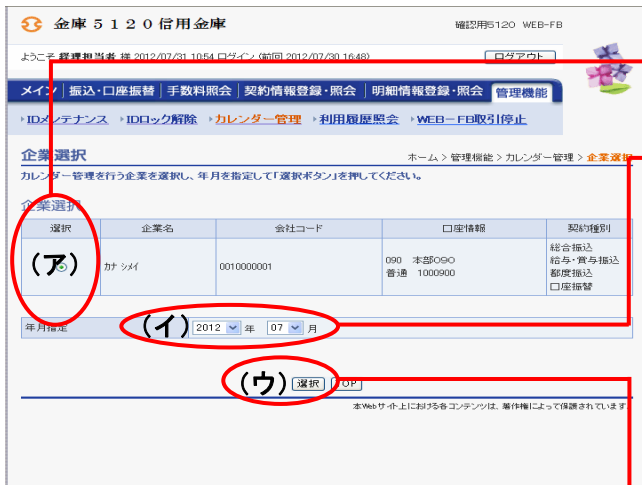 金庫５１２０信用金庫
確認用5120 WEB-FB
ようこそ 経理担当者 様 2012/07/31 10:54 ログイン (前回 2012/07/30 16:48)
ログアウト
メイン 振込・口座振替 手数料照会 契約情報登録・照会 明細情報登録・照会 管理機能
IDメンテナンス IDロック解除 カレンダー管理 利用履歴照会 WEB－FB取引停止
企業選択
ホーム > 管理機能 > カレンダー管理 > 企業選択
カレンダー管理を行う企業を選択し、年月を指定して「選択ボタン」を押してください。
企業選択
選択 企業名 会社コード 口座情報 契約種別
(ア) カナ シメイ 0010000001
090 本部090
普通 1000900
総合振込
給与・賞与振込
都度振込
口座振替
年月指定 (イ) 2012 年 07 月
(ウ) 選択 TOP
本Webサイト上における各コンテンツは、著作権によって保護されています。